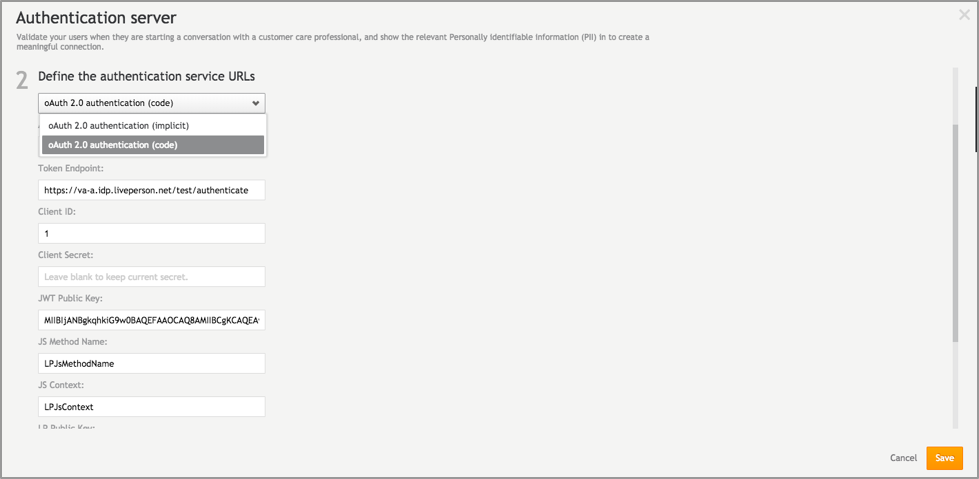 Authentication server
Validate your users when they are starting a conversation with a customer care professional, and show the relevant Personally Identifiable Information (PII) in to create a
meaningful connection.
2 Define the authentication service URLs
oAuth 2.0 authentication (code)
oAuth 2.0 authentication (implicit)
oAuth 2.0 authentication (code)
Token Endpoint:
https://va-a.idp.liveperson.net/test/authenticate
Client ID:
1
Client Secret:
Leave blank to keep current secret.
JWT Public Key:
MIIBIjANBgkqhkiG9w0BAQEFAAOCAQ8AMIIBCgKCAQEA
JS Method Name:
LPJsMethodName
JS Context:
LPJsContext
LP Public Key:
Cancel Save